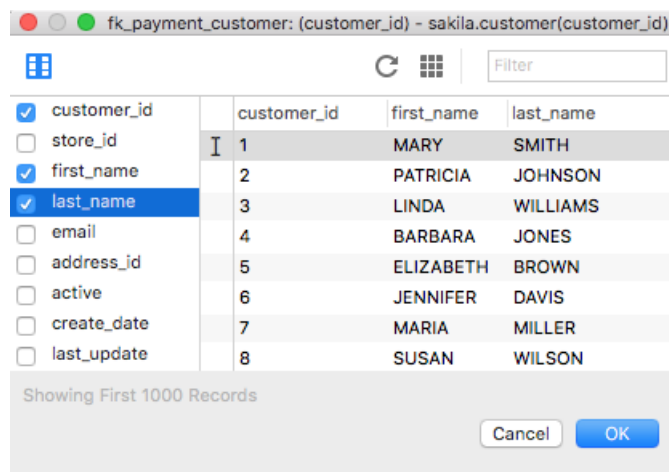 fk_payment_customer: (customer_id) - sakila.customer(customer_id)
Filter
customer_id
store_id
first_name
last_name
email
address_id
active
create_date
last_update
customer_id first_name last_name
1 MARY SMITH
2 PATRICIA JOHNSON
3 LINDA WILLIAMS
4 BARBARA JONES
5 ELIZABETH BROWN
6 JENNIFER DAVIS
7 MARIA MILLER
8 SUSAN WILSON
Showing First 1000 Records
Cancel OK